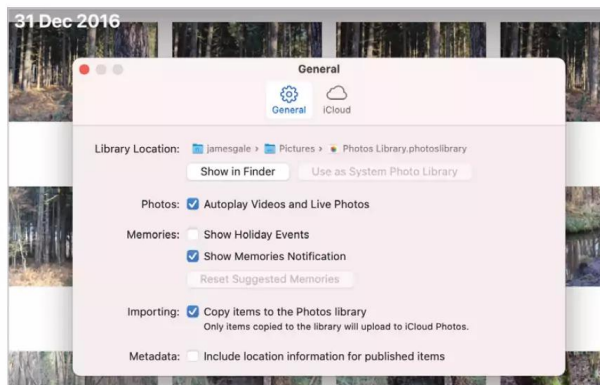 31 Dec 2016
General
General iCloud
Library Location: jamesgale › Pictures › Photos Library.photoslibrary
Show in Finder Use as System Photo Library
Photos: Autoplay Videos and Live Photos
Memories: Show Holiday Events
Show Memories Notification
Reset Suggested Memories
Importing: Copy items to the Photos library
Only items copied to the library will upload to iCloud Photos.
Metadata: Include location information for published items